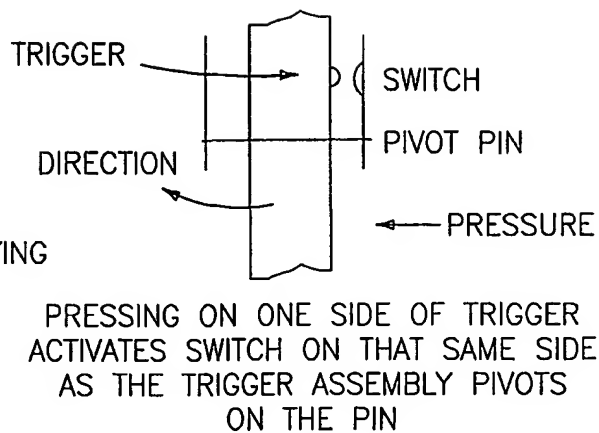 TRIGGER
SWITCH
PIVOT PIN
DIRECTION
PRESSURE
YING
PRESSING ON ONE SIDE OF TRIGGER
ACTIVATES SWITCH ON THAT SAME SIDE
AS THE TRIGGER ASSEMBLY PIVOTS
ON THE PIN